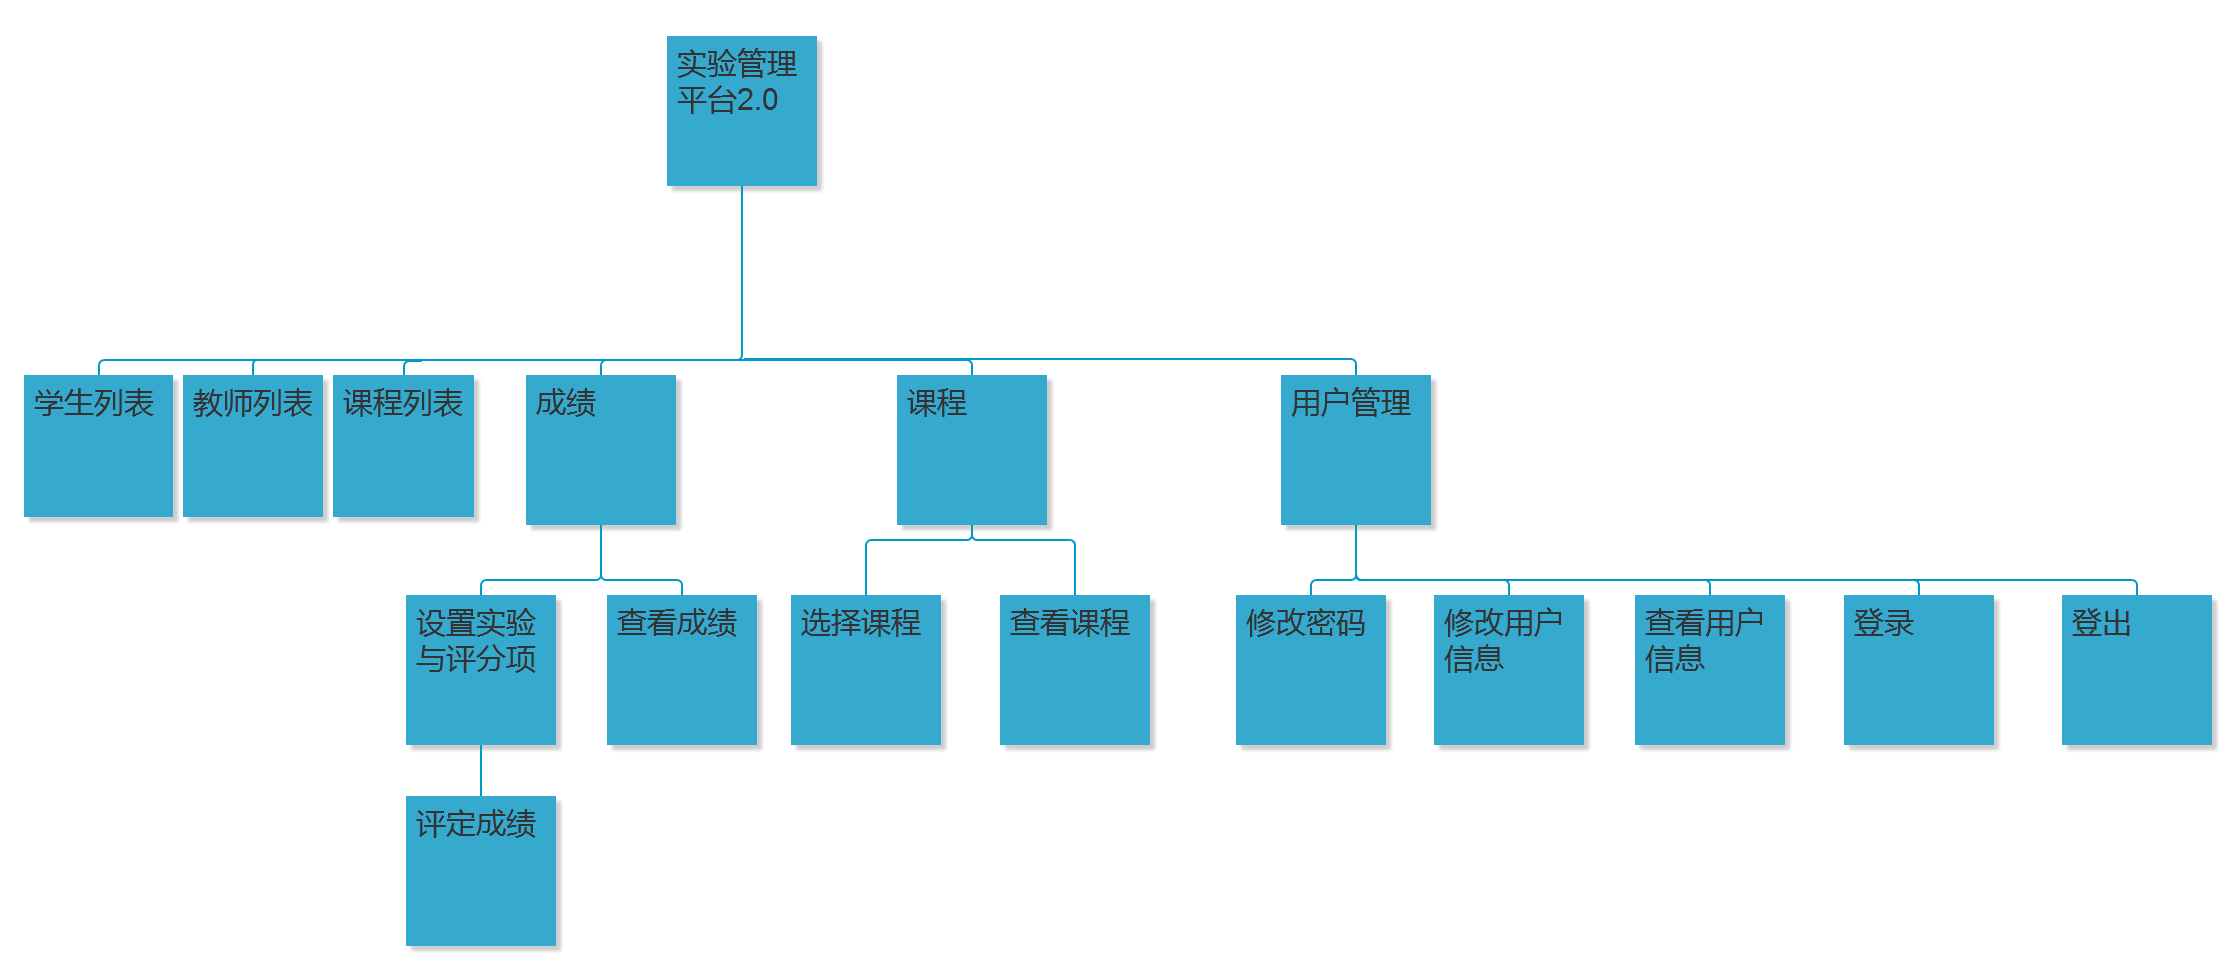 实验管理
平台2.0
学生列表
教师列表
课程列表
成绩
课程
用户管理
设置实验
与评分项
查看成绩
选择课程
查看课程
修改密码
修改用户
信息
查看用户
信息
登录
登出
评定成绩